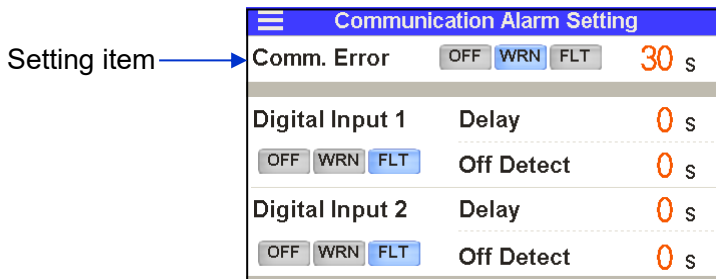 Communication Alarm Setting
Setting item
Comm. Error OFF WRN FLT 30 s
Digital Input 1 Delay 0 s
OFF WRN FLT Off Detect 0 s
Digital Input 2 Delay 0 s
OFF WRN FLT Off Detect 0 s